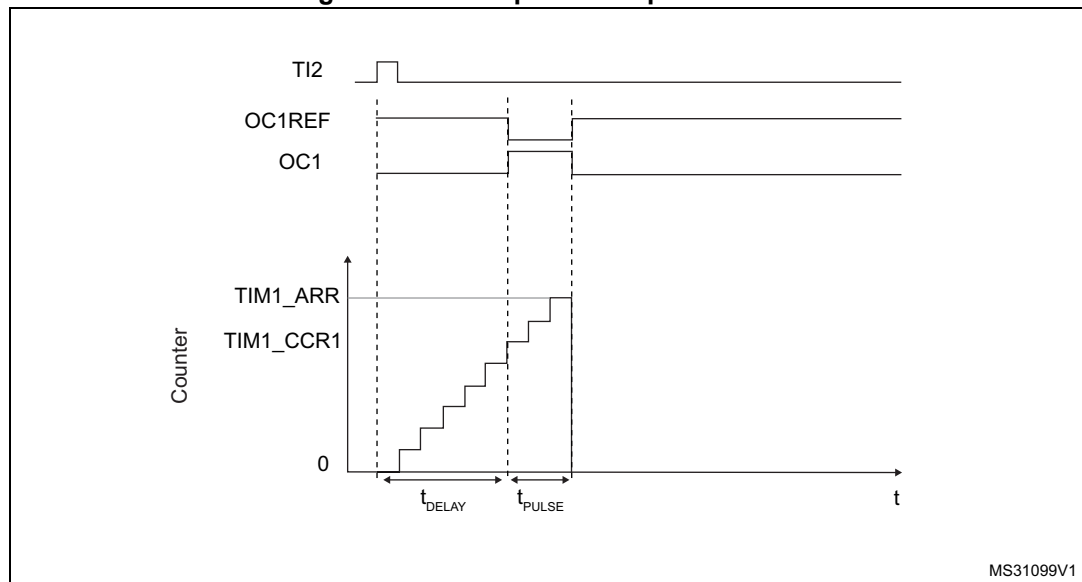 TI2
OC1REF
OC1
TIM1_ARR
TIM1_CCR1
Counter
0
tDELAY
tPULSE
t
MS31099V1